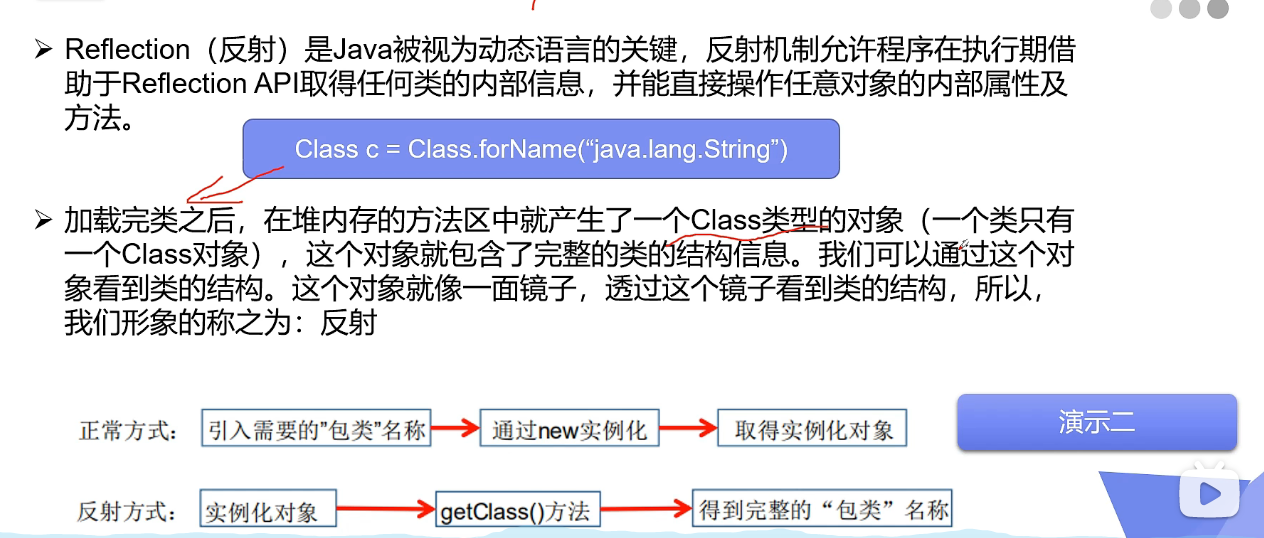 ➢ Reflection（反射）是Java被视为动态语言的关键，反射机制允许程序在执行期借
助于Reflection API取得任何类的内部信息，并能直接操作任意对象的内部属性及
方法。
Class c = Class.forName(“java.lang.String”)
➢ 加载完类之后，在堆内存的方法区中就产生了一个Class类型的对象（一个类只有
一个Class对象），这个对象就包含了完整的类的结构信息。我们可以通过这个对
象看到类的结构。这个对象就像一面镜子，透过这个镜子看到类的结构，所以，
我们形象的称之为：反射
正常方式： 引入需要的”包类”名称 通过new实例化 取得实例化对象
演示二
反射方式： 实例化对象 getClass()方法 得到完整的“包类”名称